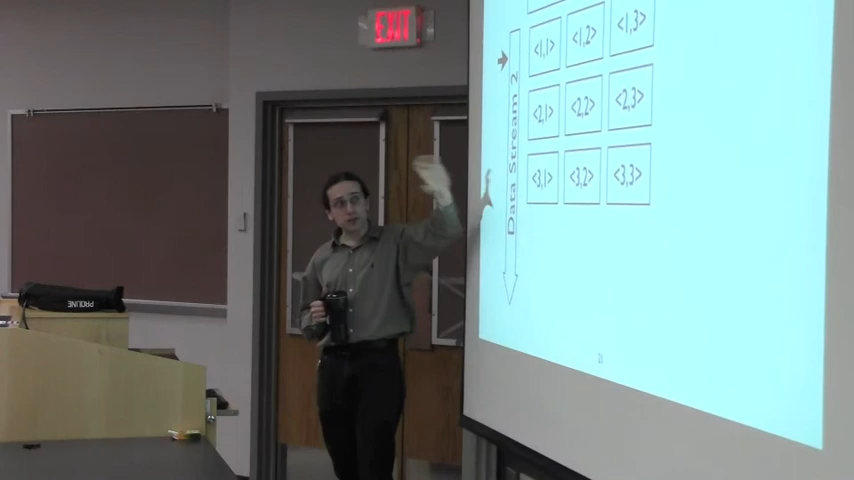 EXIT
<1,1> <1,2> <1,3>
<2,1> <2,2> <2,3>
<3,1> <3,2> <3,3>
Data Stream 2
PROLINE